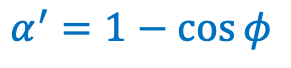 α′ = 1 − cos ϕ